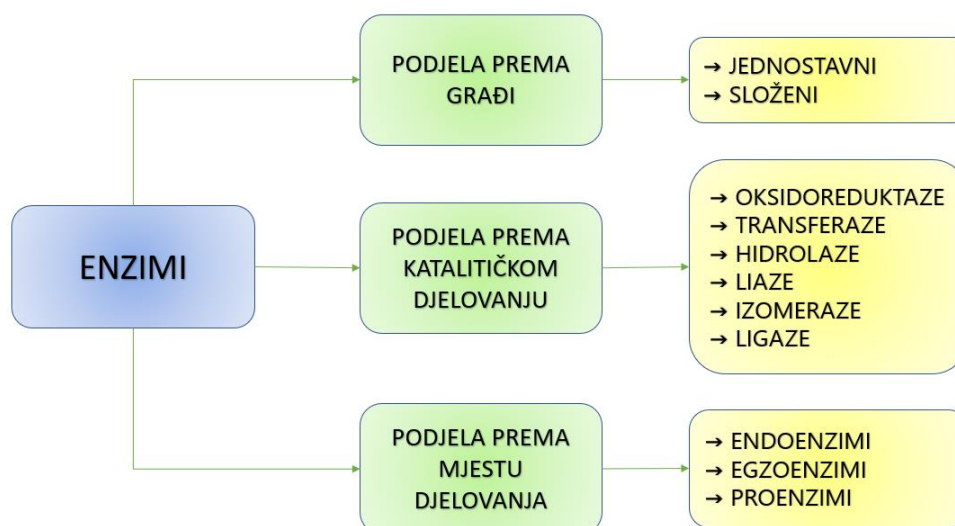 ENZIMI
PODJELA PREMA
GRAĐI
→ JEDNOSTAVNI
→ SLOŽENI
PODJELA PREMA
KATALITIČKOM
DJELOVANJU
→ OKSIDOREDUKTAZE
→ TRANSFERAZE
→ HIDROLAZE
→ LIAZE
→ IZOMERAZE
→ LIGAZE
PODJELA PREMA
MJESTU
DJELOVANJA
→ ENDOENZIMI
→ EGZOENZIMI
→ PROENZIMI